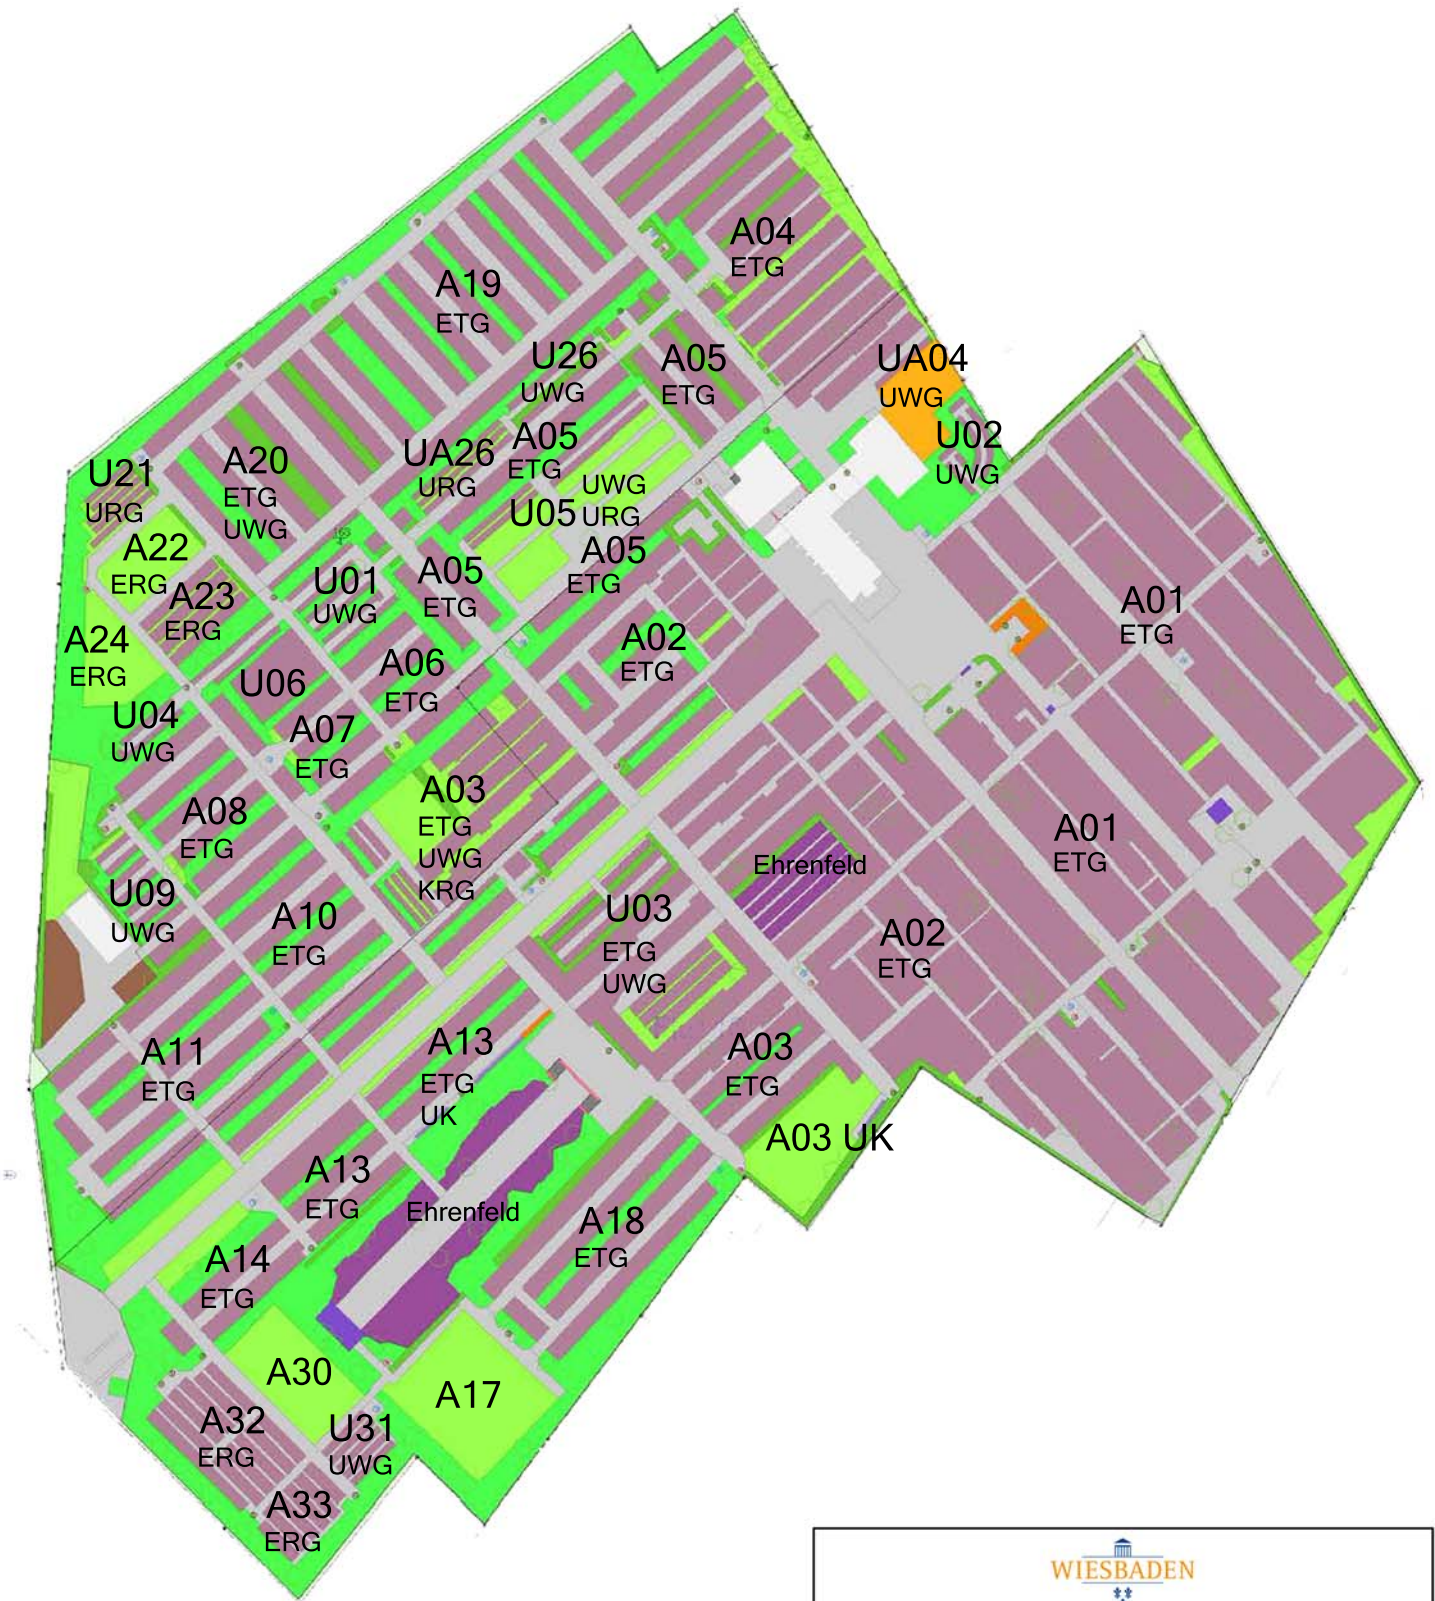 A04
ETG
A19
ETG
U26
UWG
A05
ETG
UA04
UWG
U02
UWG
A05
ETG
UA26
URG
U21
URG
A20
ETG
UWG
UWG
U05 URG
A22
ERG
A05
ETG
U01
UWG
A05
ETG
A23
ERG
A01
ETG
A24
ERG
A02
ETG
A06
ETG
U06
U04
UWG
A07
ETG
A03
ETG
UWG
KRG
A08
ETG
A01
ETG
Ehrenfeld
U09
UWG
A10
ETG
U03
ETG
UWG
A02
ETG
A13
ETG
UK
A03
ETG
A11
ETG
A03 UK
A13
ETG
Ehrenfeld
A18
ETG
A14
ETG
A30
A17
A32
ERG
U31
UWG
A33
ERG
WIESBADEN